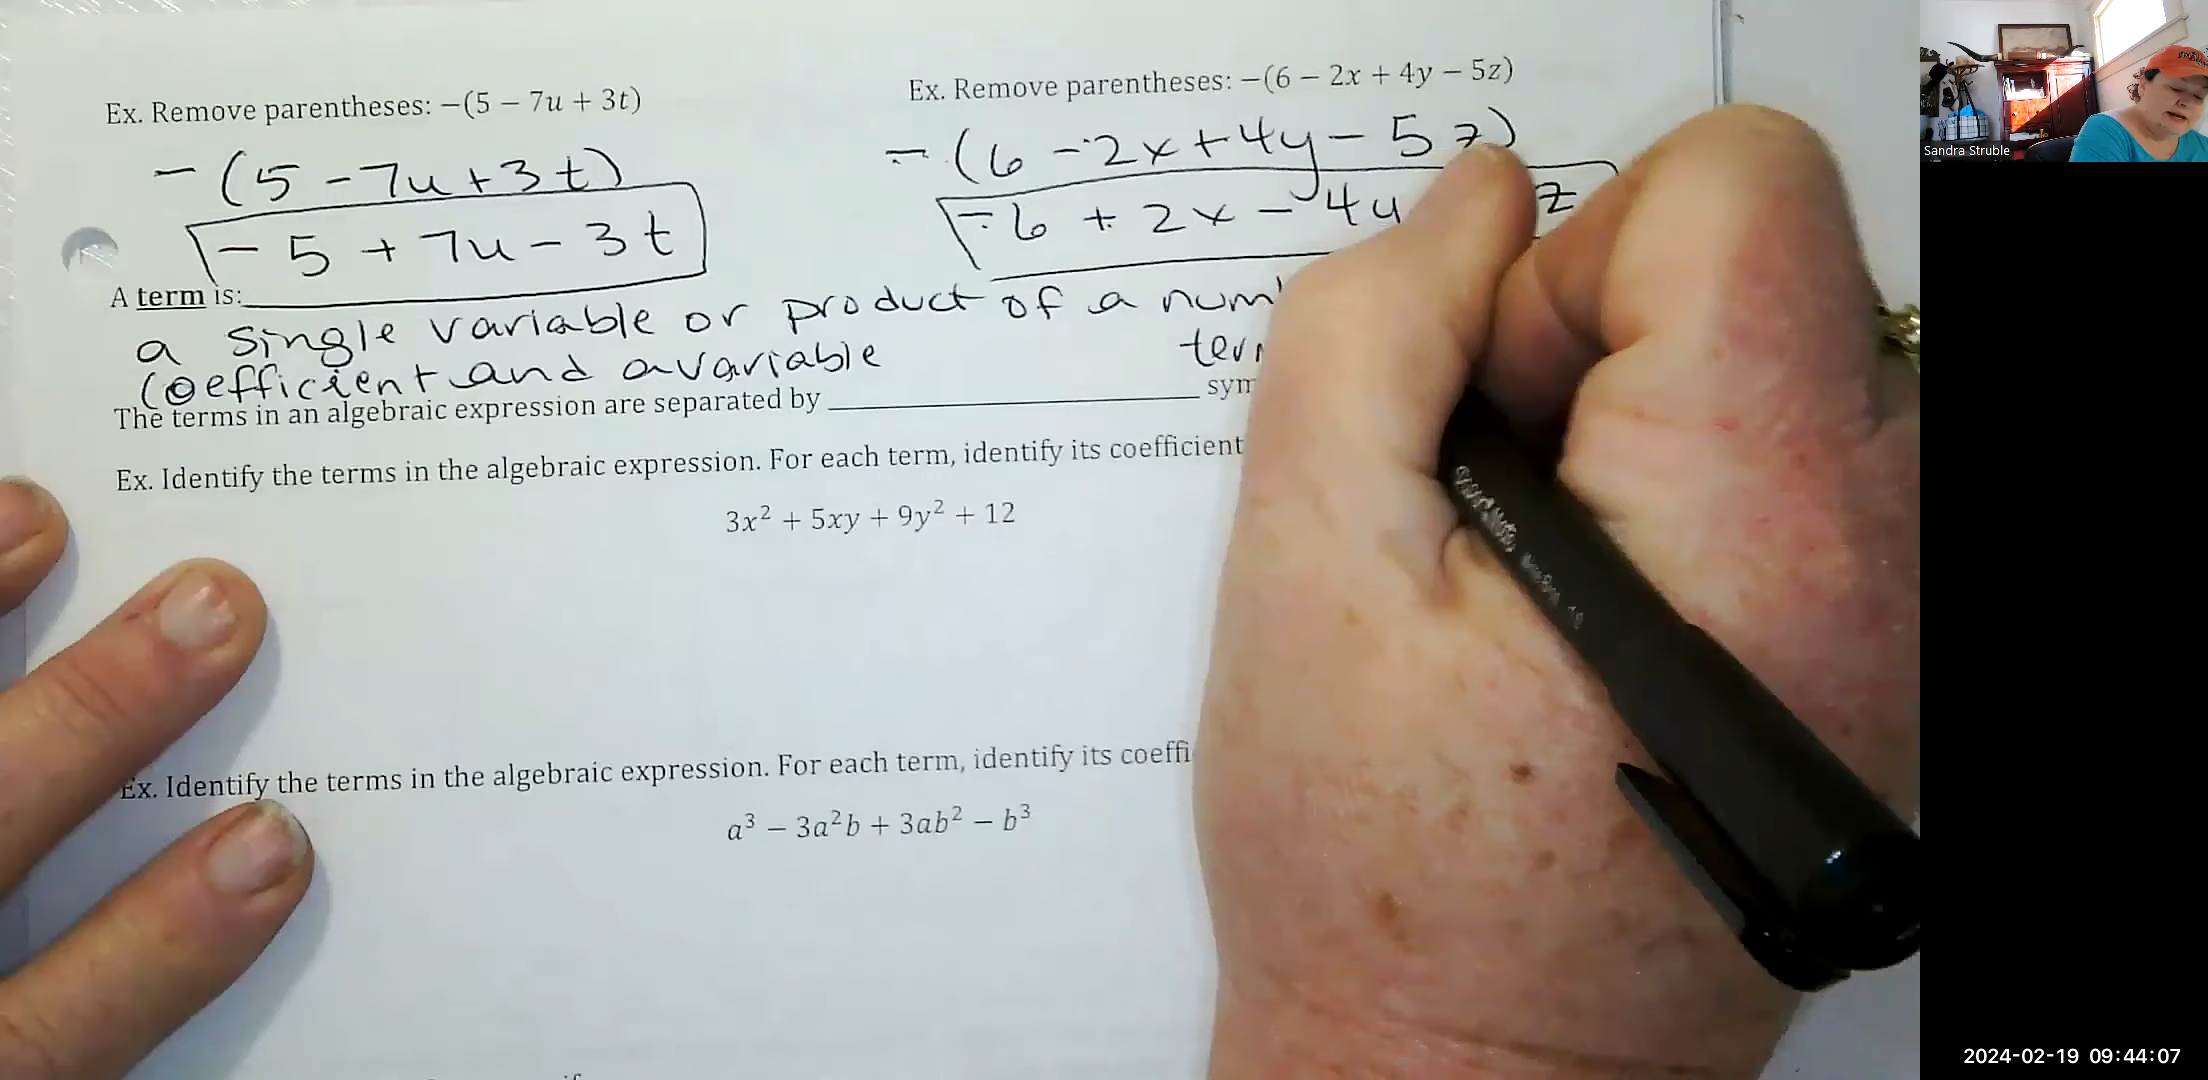 Ex. Remove parentheses: −(5 − 7u + 3t)
− (5 − 7u + 3t)
− 5 + 7u − 3t
Ex. Remove parentheses: −(6 − 2x + 4y − 5z)
− (6 − 2x + 4y − 5z)
− 6 + 2x − 4y z
A term is:
a single variable or product of a num
coefficient and a variable
ter
The terms in an algebraic expression are separated by sym
Ex. Identify the terms in the algebraic expression. For each term, identify its coefficient
3x² + 5xy + 9y² + 12
Ex. Identify the terms in the algebraic expression. For each term, identify its coeffi
a³ − 3a²b + 3ab² − b³
Sandra Struble
2024-02-19 09:44:07